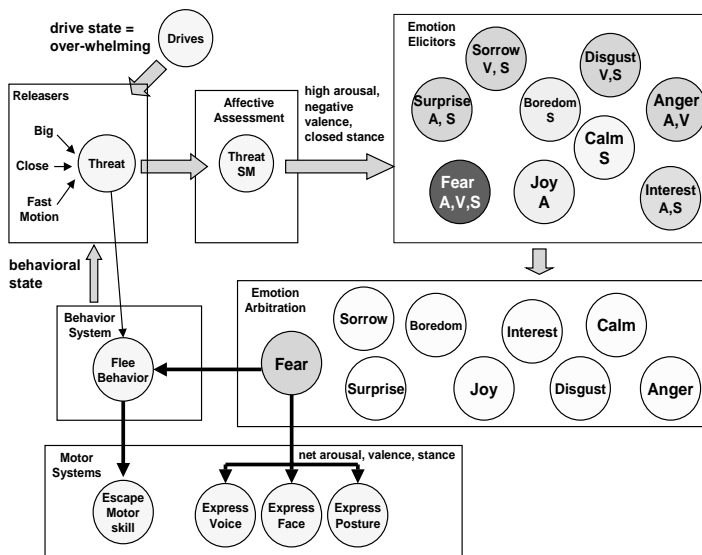 drive state =
over-whelming
Drives
Releasers
Big
Close
Fast
Motion
Threat
Affective
Assessment
Threat
SM
high arousal,
negative
valence,
closed stance
Emotion
Elicitors
Sorrow
V, S
Disgust
V,S
Surprise
A, S
Boredom
S
Anger
A,V
Calm
S
Fear
A,V,S
Joy
A
Interest
A,S
behavioral
state
Behavior
System
Flee
Behavior
Emotion
Arbitration
Fear
Sorrow
Boredom
Interest
Calm
Surprise
Joy
Disgust
Anger
Motor
Systems
net arousal, valence, stance
Escape
Motor
skill
Express
Voice
Express
Face
Express
Posture